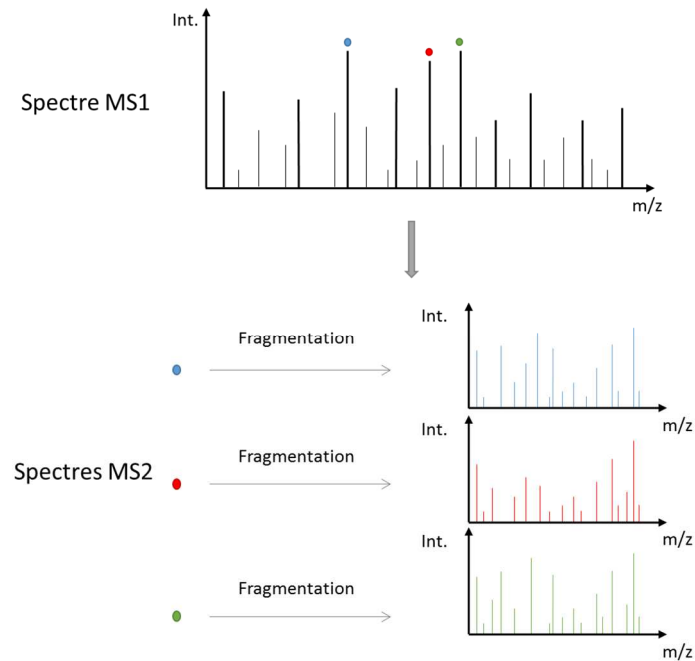 Int.
Spectre MS1
m/z
Int.
Fragmentation
m/z
Int.
Fragmentation
Spectres MS2
m/z
Int.
Fragmentation
m/z